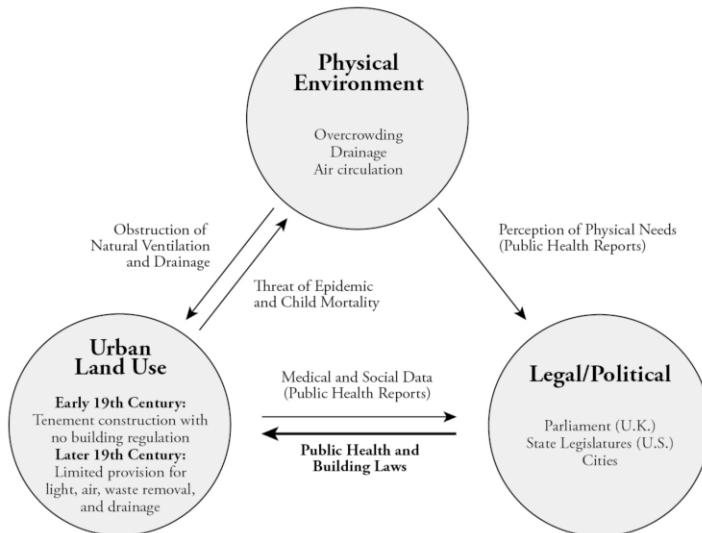 Physical
Environment
Overcrowding
Drainage
Air circulation
Obstruction of
Natural Ventilation
and Drainage
Threat of Epidemic
and Child Mortality
Perception of Physical Needs
(Public Health Reports)
Urban
Land Use
Early 19th Century:
Tenement construction with
no building regulation
Later 19th Century:
Limited provision for
light, air, waste removal,
and drainage
Medical and Social Data
(Public Health Reports)
Public Health and
Building Laws
Legal/Political
Parliament (U.K.)
State Legislatures (U.S.)
Cities